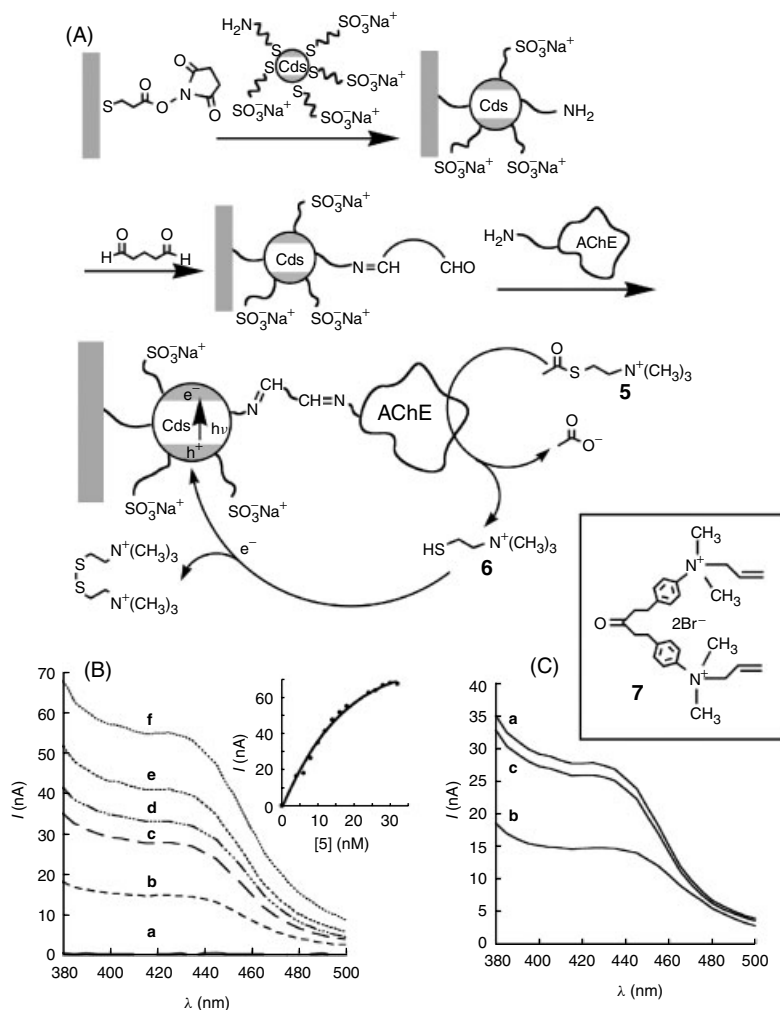 (A)
H₂N
SO₃⁻Na⁺
S
S
S
S
S
Cds
SO₃⁻Na⁺
SO₃⁻Na⁺
SO₃⁻Na⁺
S
O
O
N
O
O
SO₃⁻Na⁺
Cds
NH₂
SO₃⁻Na⁺
SO₃⁻Na⁺
O
O
H
H
SO₃⁻Na⁺
Cds
N=CH
CHO
SO₃⁻Na⁺
SO₃⁻Na⁺
H₂N
AChE
SO₃⁻Na⁺
e⁻
Cds
hν
h⁺
N
CH
CH=N
AChE
O
S
N⁺(CH₃)₃
5
O
O⁻
SO₃⁻Na⁺
SO₃⁻Na⁺
HS
N⁺(CH₃)₃
6
e⁻
N⁺(CH₃)₃
S
S
N⁺(CH₃)₃
CH₃
N⁺
CH₃
O
2Br⁻
CH₃
N⁺
CH₃
7
(B)
70
60
50
40
30
20
10
0
I (nA)
f
e
d
c
b
a
380 400 420 440 460 480 500
λ (nm)
60
40
20
0
I (nA)
0 10 20 30
[5] (nM)
(C)
40
35
30
25
20
15
10
5
0
I (nA)
a
c
b
380 400 420 440 460 480 500
λ (nm)